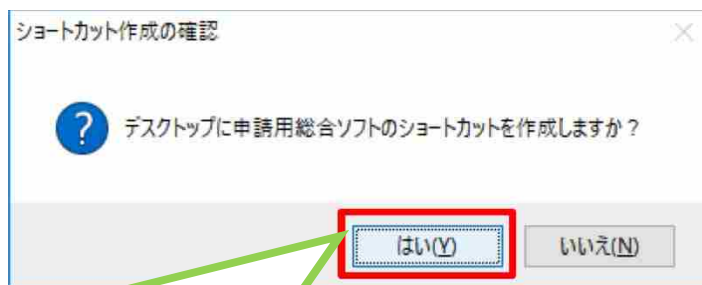 ショートカット作成の確認
デスクトップに申請用総合ソフトのショートカットを作成しますか？
はい(Y)
いいえ(N)